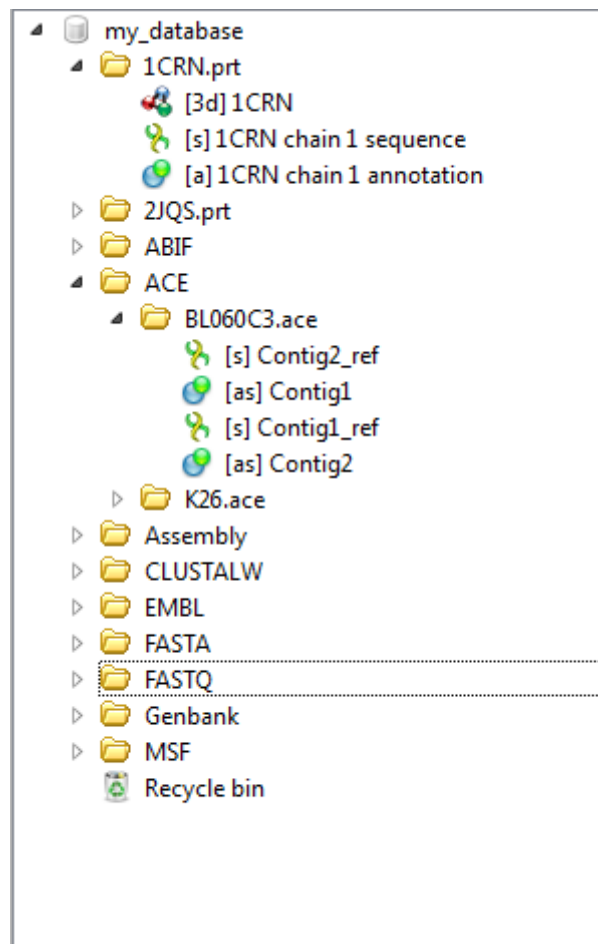 my_database
1CRN.prt
[3d] 1CRN
[s] 1CRN chain 1 sequence
[a] 1CRN chain 1 annotation
2JQS.prt
ABIF
ACE
BL060C3.ace
[s] Contig2_ref
[as] Contig1
[s] Contig1_ref
[as] Contig2
K26.ace
Assembly
CLUSTALW
EMBL
FASTA
FASTQ
Genbank
MSF
Recycle bin